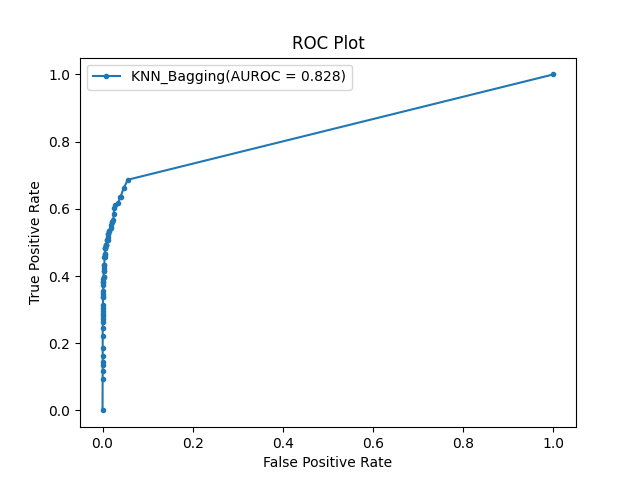 ROC Plot
KNN_Bagging(AUROC = 0.828)
1.0
0.8
0.6
0.4
0.2
0.0
True Positive Rate
0.0 0.2 0.4 0.6 0.8 1.0
False Positive Rate